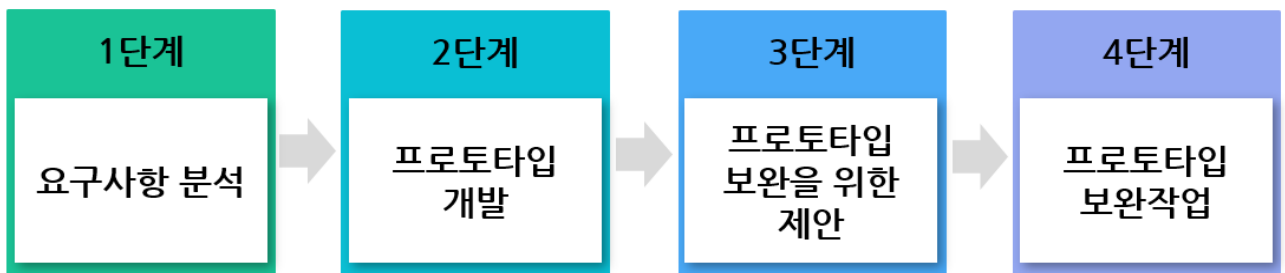 1단계
요구사항 분석
2단계
프로토타입
개발
3단계
프로토타입
보완을 위한
제안
4단계
프로토타입
보완작업